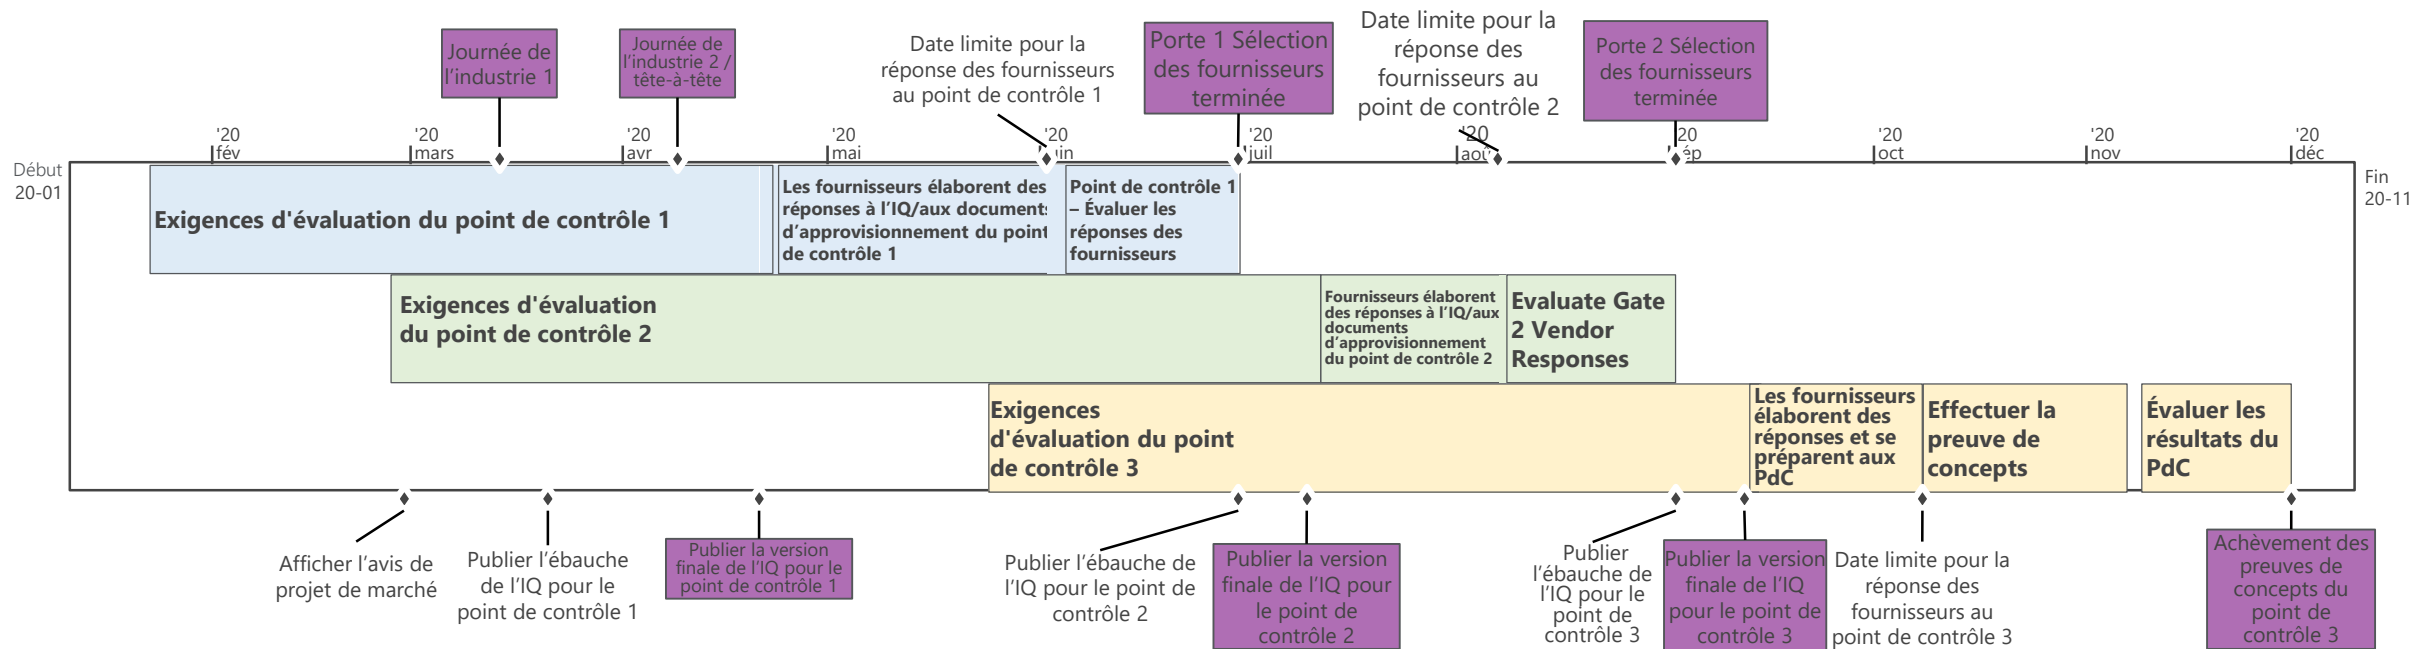 Journée de
l'industrie 1
Journée de
l'industrie 2 /
tête-à-tête
Date limite pour la
réponse des fournisseurs
au point de contrôle 1
Porte 1 Sélection
des fournisseurs
terminée
Date limite pour la
réponse des
fournisseurs au
point de contrôle 2
Porte 2 Sélection
des fournisseurs
terminée
'20
fév
'20
mars
'20
avr
'20
mai
'20
juin
'20
juil
'20
aoû
'20
sep
'20
oct
'20
nov
'20
déc
Début
20-01
Fin
20-11
Exigences d'évaluation du point de contrôle 1
Les fournisseurs élaborent des
réponses à l'IQ/aux documents
d'approvisionnement du point
de contrôle 1
Point de contrôle 1
– Évaluer les
réponses des
fournisseurs
Exigences d'évaluation
du point de contrôle 2
Fournisseurs élaborent
des réponses à l'IQ/aux
documents
d'approvisionnement
du point de contrôle 2
Evaluate Gate
2 Vendor
Responses
Exigences
d'évaluation du point
de contrôle 3
Les fournisseurs
élaborent des
réponses et se
préparent aux
PdC
Effectuer la
preuve de
concepts
Évaluer les
résultats du
PdC
Afficher l'avis de
projet de marché
Publier l'ébauche
de l'IQ pour le
point de contrôle 1
Publier la version
finale de l'IQ pour le
point de contrôle 1
Publier l'ébauche de
l'IQ pour le point de
contrôle 2
Publier la version
finale de l'IQ pour
le point de
contrôle 2
Publier
l'ébauche de
l'IQ pour le
point de
contrôle 3
Publier la version
finale de l'IQ
pour le point de
contrôle 3
Date limite pour la
réponse des
fournisseurs au
point de contrôle 3
Achèvement des
preuves de
concepts du
point de
contrôle 3